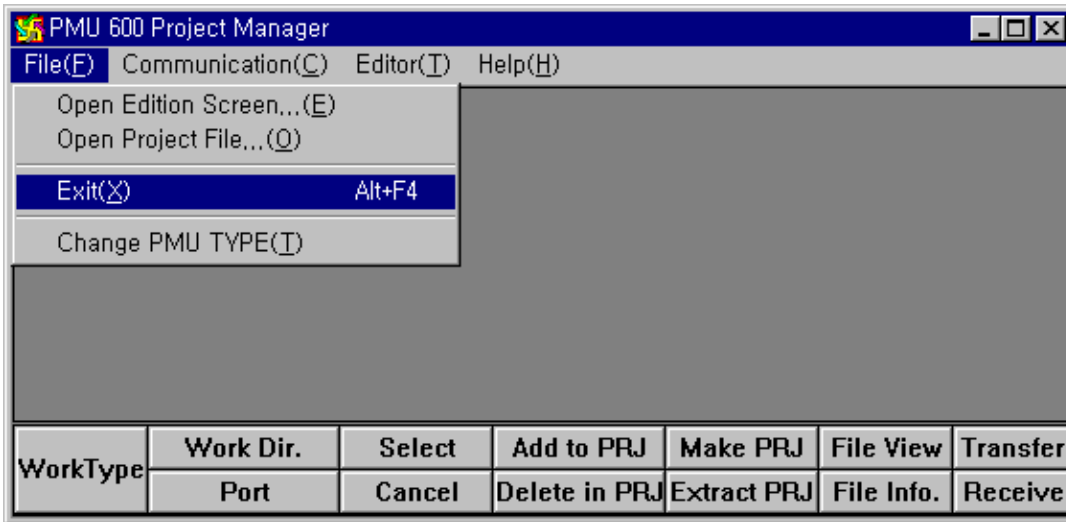 PMU 600 Project Manager
File(F) Communication(C) Editor(T) Help(H)
Open Edition Screen...(E)
Open Project File...(O)
Exit(X) Alt+F4
Change PMU TYPE(T)
WorkType Work Dir. Select Add to PRJ Make PRJ File View Transfer
Port Cancel Delete in PRJ Extract PRJ File Info. Receive